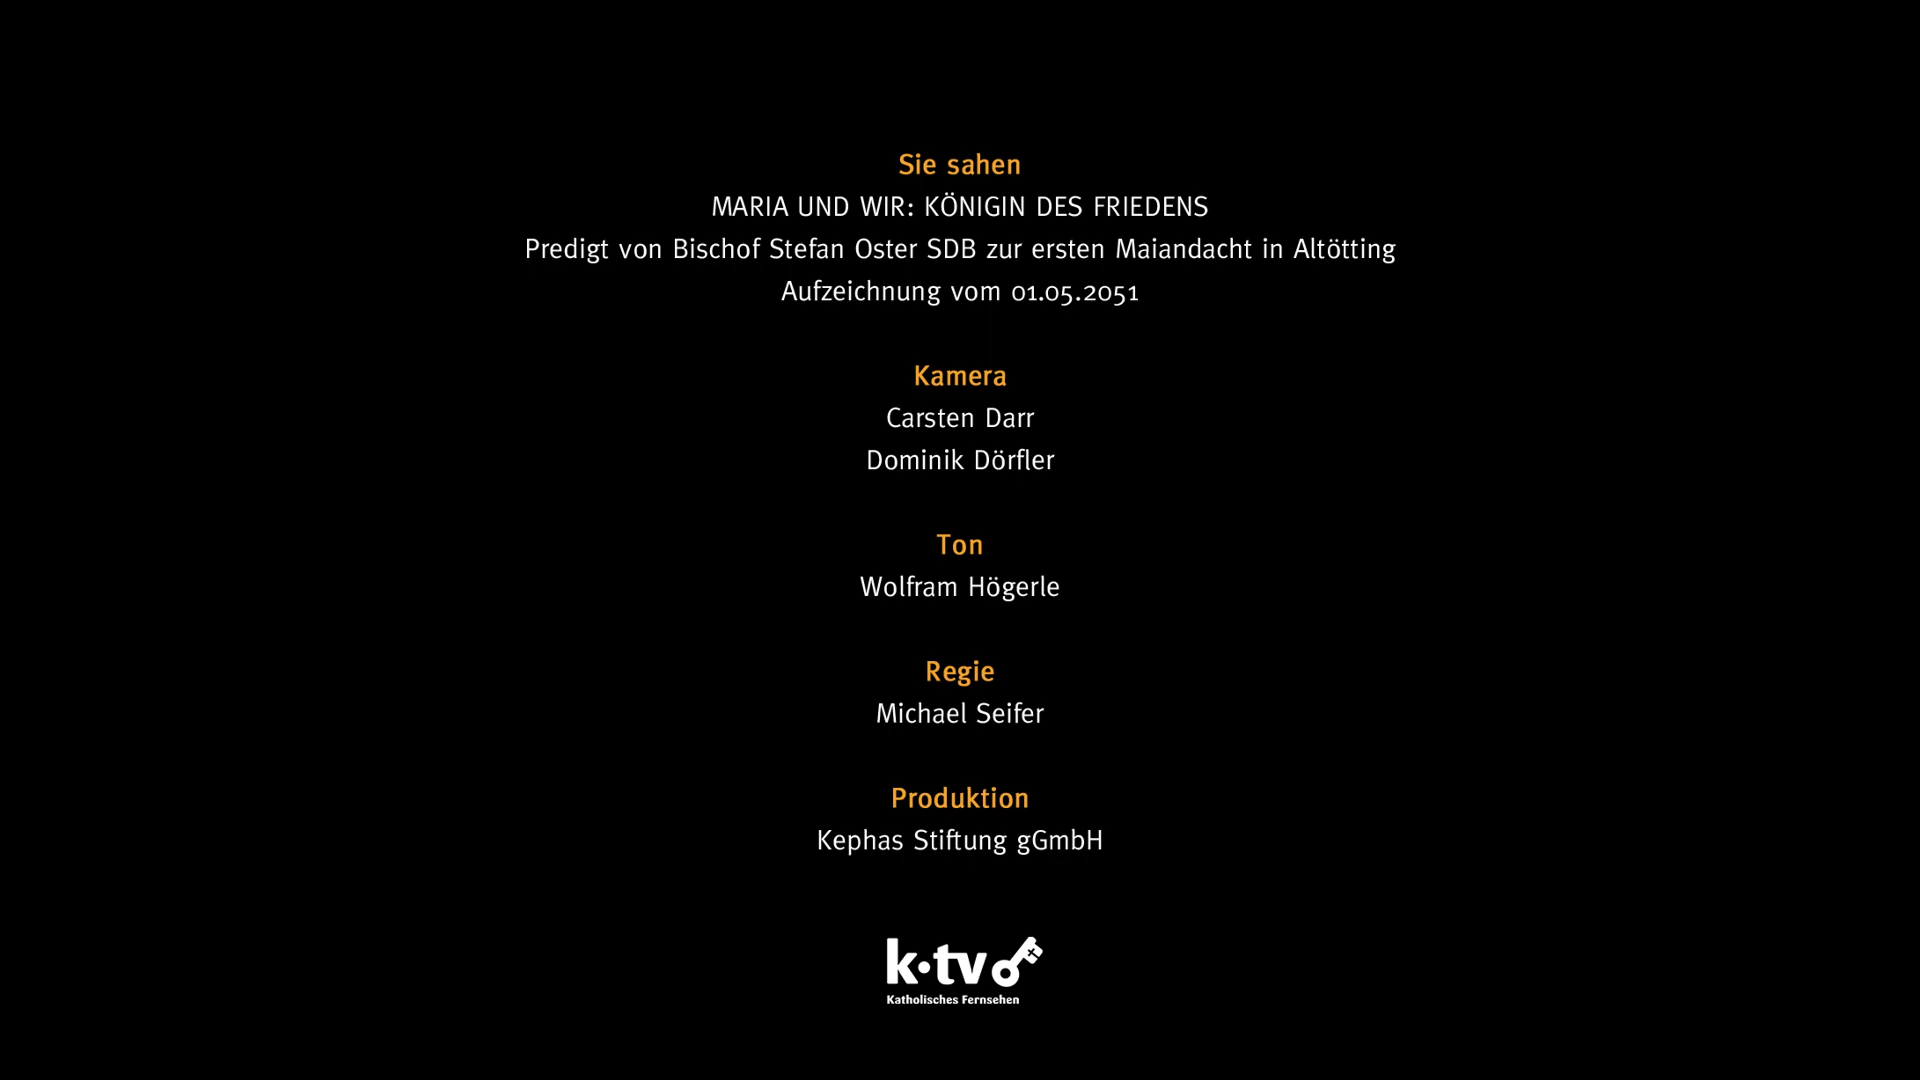 Sie sahen
MARIA UND WIR: KÖNIGIN DES FRIEDENS
Predigt von Bischof Stefan Oster SDB zur ersten Maiandacht in Altötting
Aufzeichnung vom 01.05.2051
Kamera
Carsten Darr
Dominik Dörfler
Ton
Wolfram Högerle
Regie
Michael Seifer
Produktion
Kephas Stiftung gGmbH
k·tv
Katholisches Fernsehen